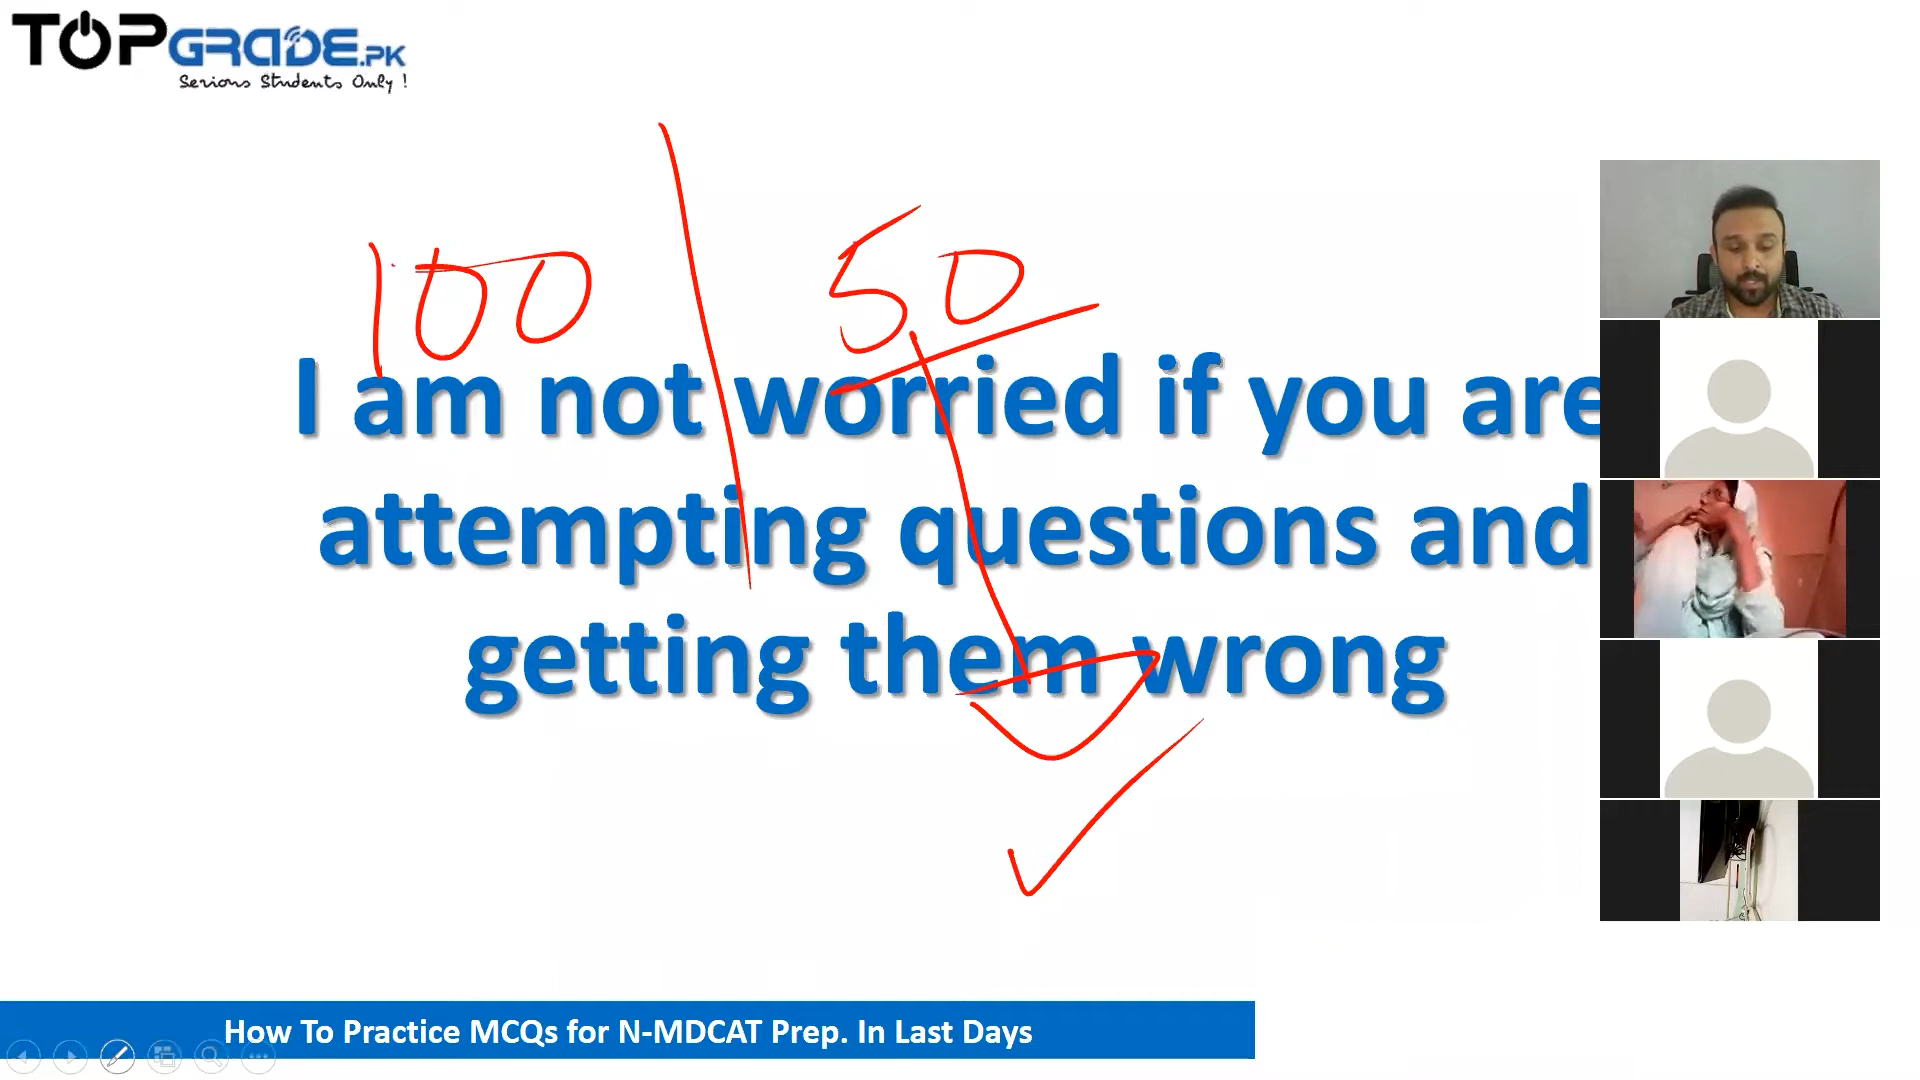 TOPGRADE.PK
Serious Students Only !
100 50
I am not worried if you are
attempting questions and
getting them wrong
How To Practice MCQs for N-MDCAT Prep. In Last Days